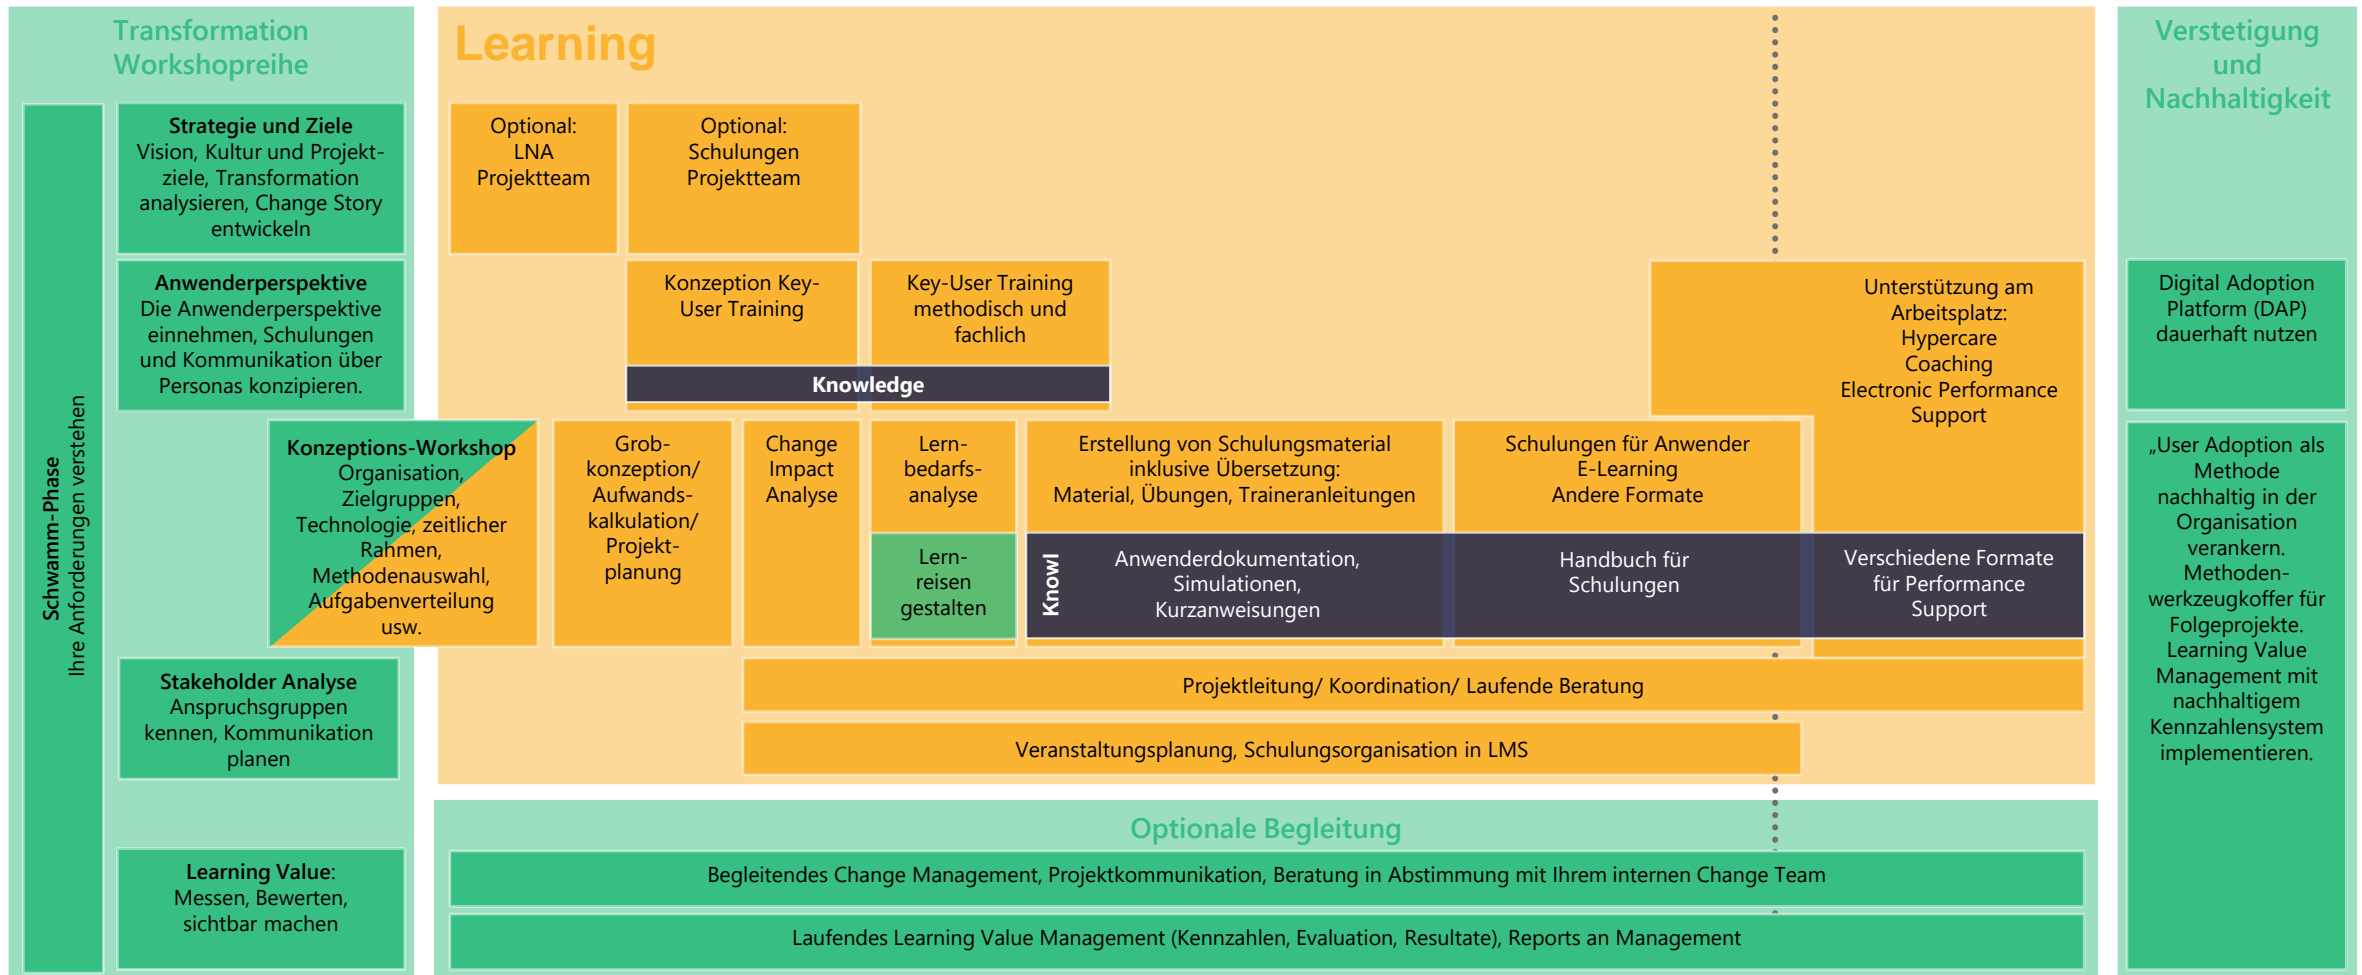 Transformation
Workshopreihe
Schwamm-Phase
Ihre Anforderungen verstehen
Strategie und Ziele
Vision, Kultur und Projekt-
ziele, Transformation
analysieren, Change Story
entwickeln
Anwenderperspektive
Die Anwenderperspektive
einnehmen, Schulungen
und Kommunikation über
Personas konzipieren.
Konzeptions-Workshop
Organisation,
Zielgruppen,
Technologie, zeitlicher
Rahmen,
Methodenauswahl,
Aufgabenverteilung
usw.
Stakeholder Analyse
Anspruchsgruppen
kennen, Kommunikation
planen
Learning Value:
Messen, Bewerten,
sichtbar machen
Learning
Optional:
LNA
Projektteam
Optional:
Schulungen
Projektteam
Konzeption Key-
User Training
Key-User Training
methodisch und
fachlich
Knowledge
Grob-
konzeption/
Aufwands-
kalkulation/
Projekt-
planung
Change
Impact
Analyse
Lern-
bedarfs-
analyse
Lern-
reisen
gestalten
Erstellung von Schulungsmaterial
inklusive Übersetzung:
Material, Übungen, Traineranleitungen
Schulungen für Anwender
E-Learning
Andere Formate
Unterstützung am
Arbeitsplatz:
Hypercare
Coaching
Electronic Performance
Support
Knowl
Anwenderdokumentation,
Simulationen,
Kurzanweisungen
Handbuch für
Schulungen
Verschiedene Formate
für Performance
Support
Projektleitung/ Koordination/ Laufende Beratung
Veranstaltungsplanung, Schulungsorganisation in LMS
Optionale Begleitung
Begleitendes Change Management, Projektkommunikation, Beratung in Abstimmung mit Ihrem internen Change Team
Laufendes Learning Value Management (Kennzahlen, Evaluation, Resultate), Reports an Management
Verstetigung
und
Nachhaltigkeit
Digital Adoption
Platform (DAP)
dauerhaft nutzen
„User Adoption als
Methode
nachhaltig in der
Organisation
verankern.
Methoden-
werkzeugkoffer für
Folgeprojekte.
Learning Value
Management mit
nachhaltigem
Kennzahlensystem
implementieren.